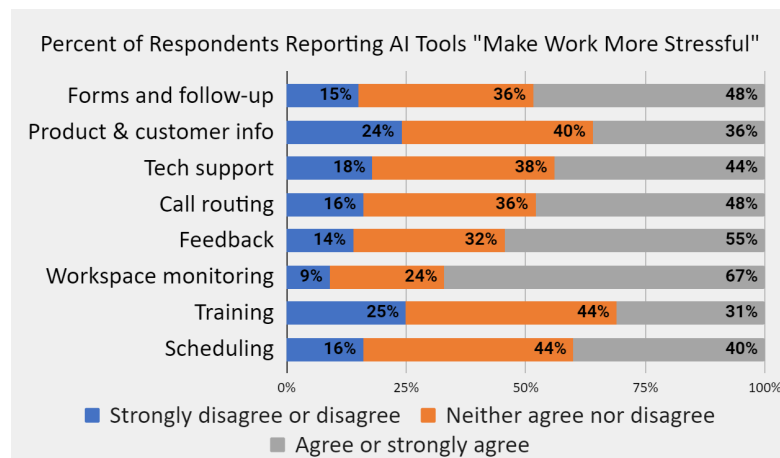 Percent of Respondents Reporting AI Tools "Make Work More Stressful"
Forms and follow-up 15% 36% 48%
Product & customer info 24% 40% 36%
Tech support 18% 38% 44%
Call routing 16% 36% 48%
Feedback 14% 32% 55%
Workspace monitoring 9% 24% 67%
Training 25% 44% 31%
Scheduling 16% 44% 40%
0% 25% 50% 75% 100%
Strongly disagree or disagree Neither agree nor disagree
Agree or strongly agree